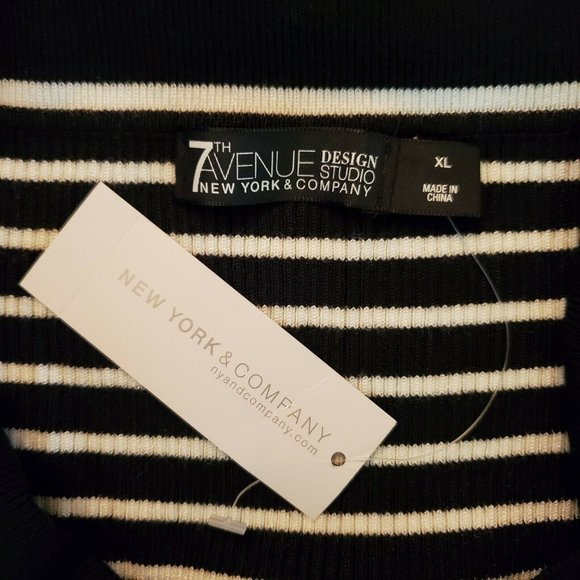 7TH AVENUE DESIGN STUDIO
NEW YORK & COMPANY
XL
MADE IN
CHINA
NEW YORK & COMPANY
nyandcompany.com